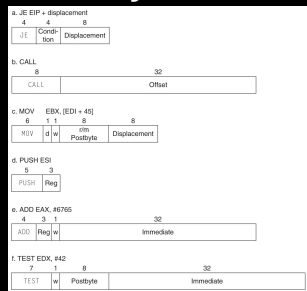 a. JE EIP + displacement
4 4 8
JE Condi- tion Displacement
b. CALL
8 32
CALL Offset
c. MOV EBX, [EDI + 45]
6 1 1 8 8
MOV d w r/m Postbyte Displacement
d. PUSH ESI
5 3
PUSH Reg
e. ADD EAX, #6765
4 3 1 32
ADD Reg w Immediate
f. TEST EDX, #42
7 1 8 32
TEST w Postbyte Immediate